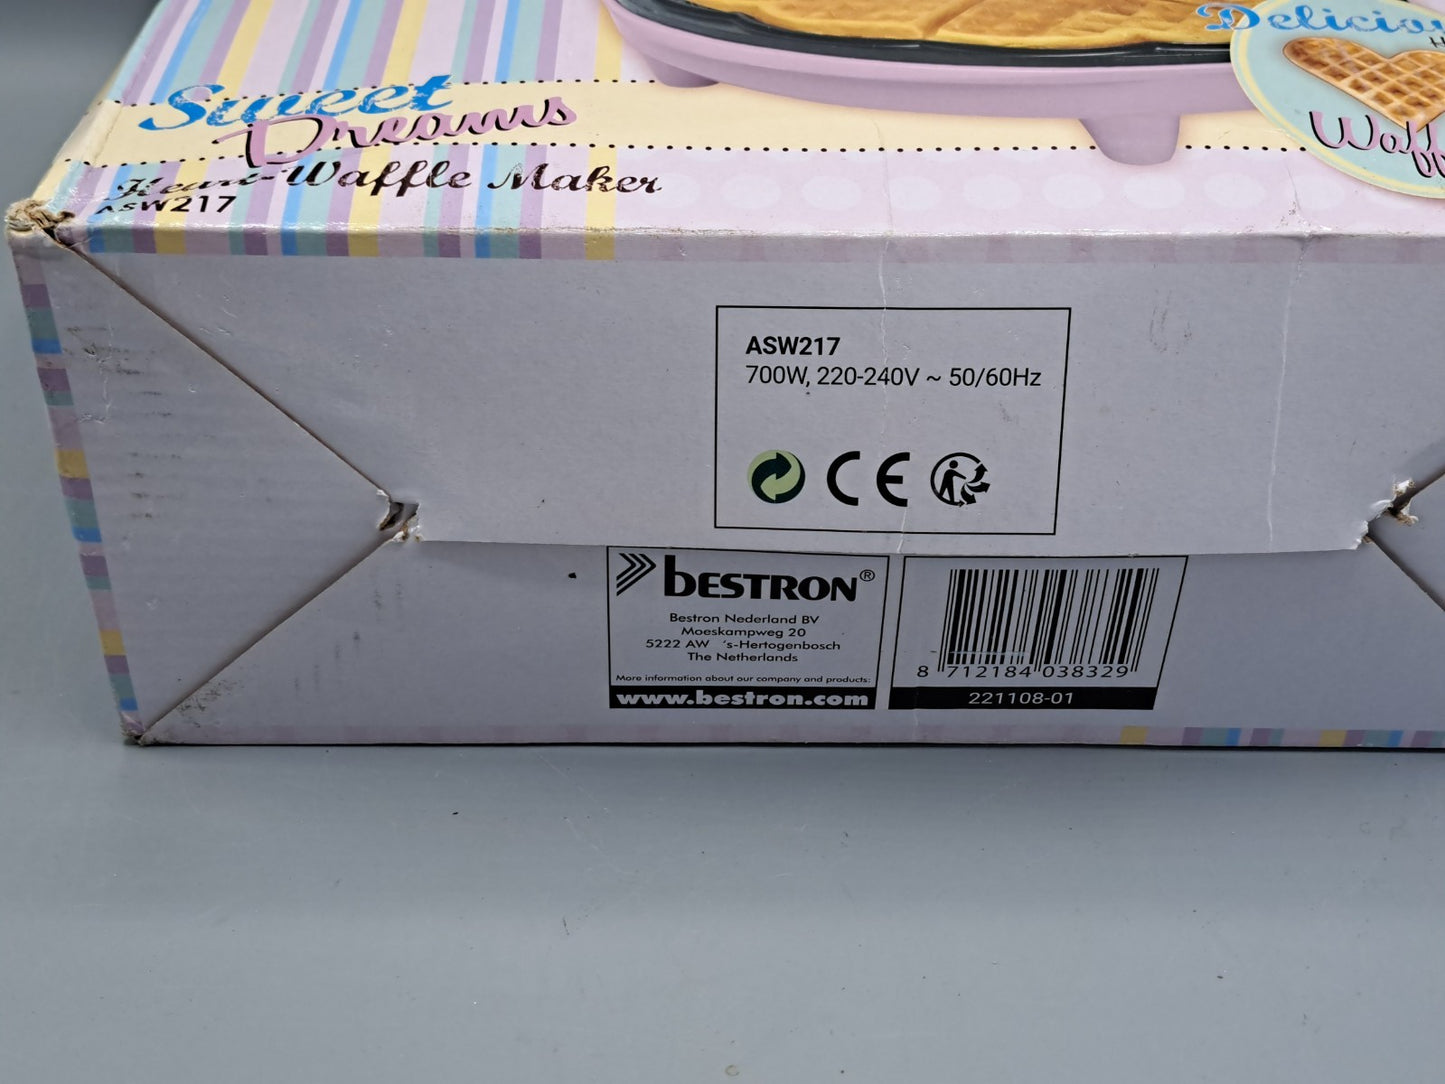 Sweet
Dreams
Heart-Waffle Maker
ASW217
ASW217
700W, 220-240V ~ 50/60Hz
CE
BESTRON®
Bestron Nederland BV
Moeskampweg 20
5222 AW 's-Hertogenbosch
The Netherlands
More information about our company and products:
www.bestron.com
8 712184 038329
221108-01